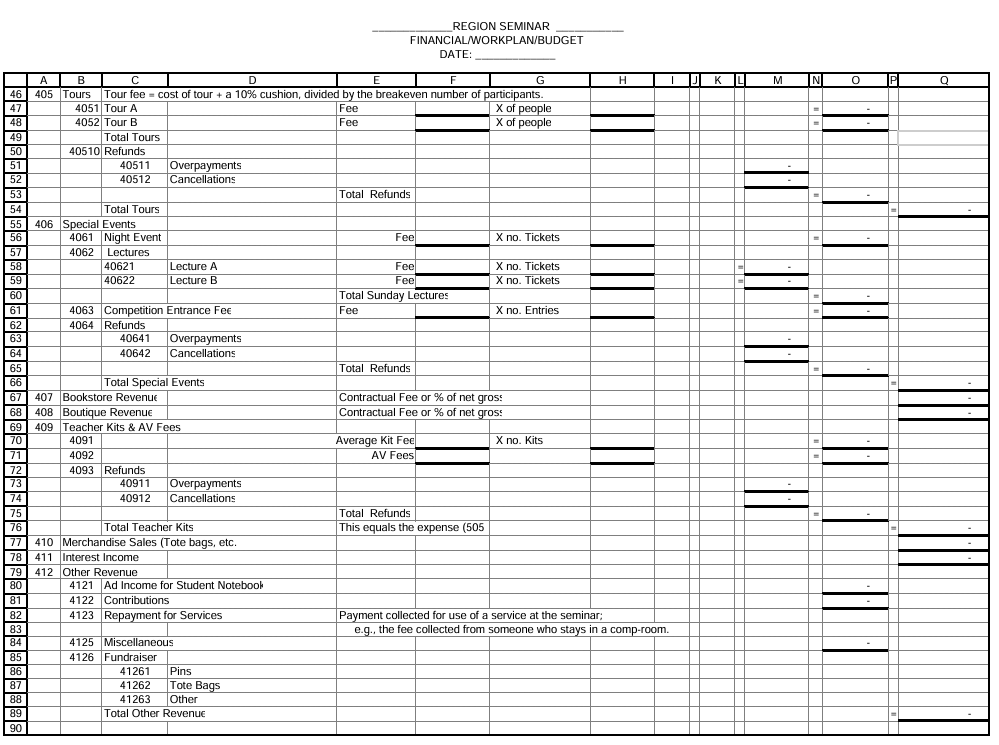 _____________REGION SEMINAR ___________
FINANCIAL/WORKPLAN/BUDGET
DATE: _____________
A B C D E F G H I J K L M N O P Q
46 405 Tours Tour fee = cost of tour + a 10% cushion, divided by the breakeven number of participants.
47 4051 Tour A Fee X of people = -
48 4052 Tour B Fee X of people = -
49 Total Tours
50 40510 Refunds
51 40511 Overpayments -
52 40512 Cancellations -
53 Total Refunds = -
54 Total Tours = -
55 406 Special Events
56 4061 Night Event Fee X no. Tickets = -
57 4062 Lectures
58 40621 Lecture A Fee X no. Tickets = -
59 40622 Lecture B Fee X no. Tickets = -
60 Total Sunday Lectures = -
61 4063 Competition Entrance Fee Fee X no. Entries = -
62 4064 Refunds
63 40641 Overpayments -
64 40642 Cancellations -
65 Total Refunds = -
66 Total Special Events = -
67 407 Bookstore Revenue Contractual Fee or % of net gross -
68 408 Boutique Revenue Contractual Fee or % of net gross -
69 409 Teacher Kits & AV Fees
70 4091 Average Kit Fee X no. Kits = -
71 4092 AV Fees = -
72 4093 Refunds
73 40911 Overpayments -
74 40912 Cancellations -
75 Total Refunds = -
76 Total Teacher Kits This equals the expense (505 = -
77 410 Merchandise Sales (Tote bags, etc. -
78 411 Interest Income -
79 412 Other Revenue
80 4121 Ad Income for Student Notebook -
81 4122 Contributions -
82 4123 Repayment for Services Payment collected for use of a service at the seminar;
83 e.g., the fee collected from someone who stays in a comp-room.
84 4125 Miscellaneous -
85 4126 Fundraiser
86 41261 Pins
87 41262 Tote Bags
88 41263 Other
89 Total Other Revenue = -
90